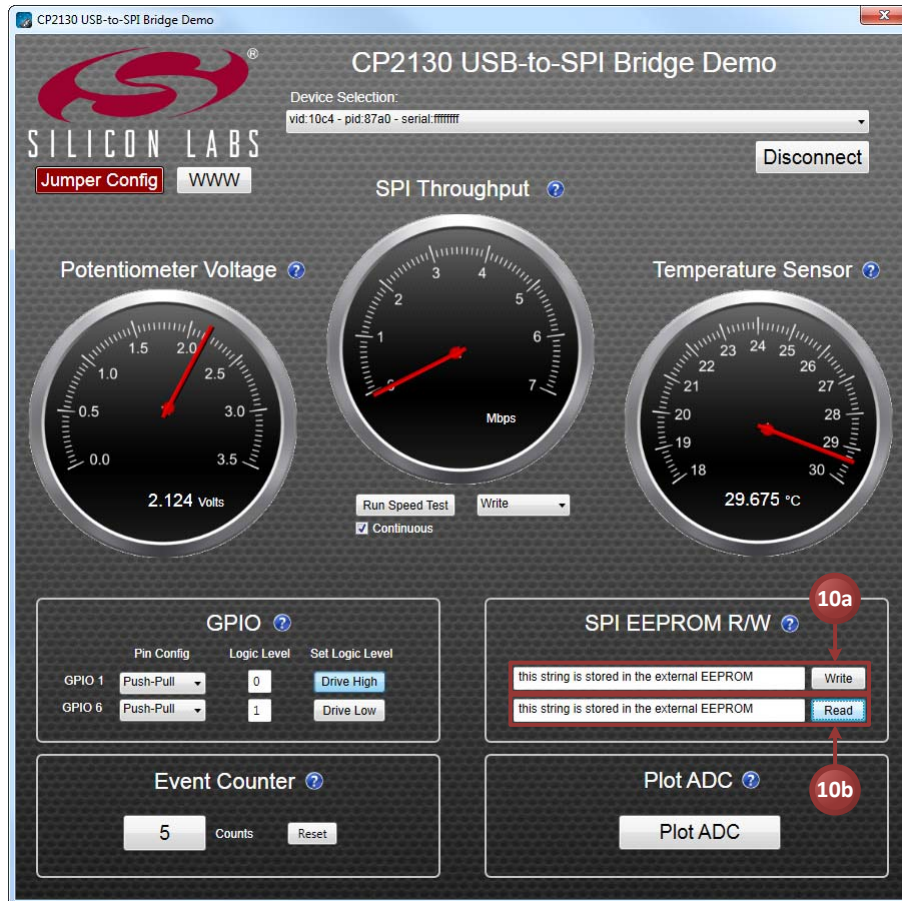 CP2130 USB-to-SPI Bridge Demo
x
®
SILICON LABS
CP2130 USB-to-SPI Bridge Demo
Device Selection:
vid:10c4 - pid:87a0 - serial:ffffffff
Disconnect
Jumper Config
WWW
SPI Throughput ?
0 1 2 3 4 5 6 7
Mbps
Potentiometer Voltage ?
0.0 0.5 1.0 1.5 2.0 2.5 3.0 3.5
2.124 Volts
Temperature Sensor ?
18 19 20 21 22 23 24 25 26 27 28 29 30
29.675 °C
Run Speed Test
Write
Continuous
GPIO ?
Pin Config Logic Level Set Logic Level
GPIO 1 Push-Pull 0 Drive High
GPIO 6 Push-Pull 1 Drive Low
10a
SPI EEPROM R/W ?
this string is stored in the external EEPROM Write
this string is stored in the external EEPROM Read
10b
Event Counter ?
5 Counts Reset
Plot ADC ?
Plot ADC